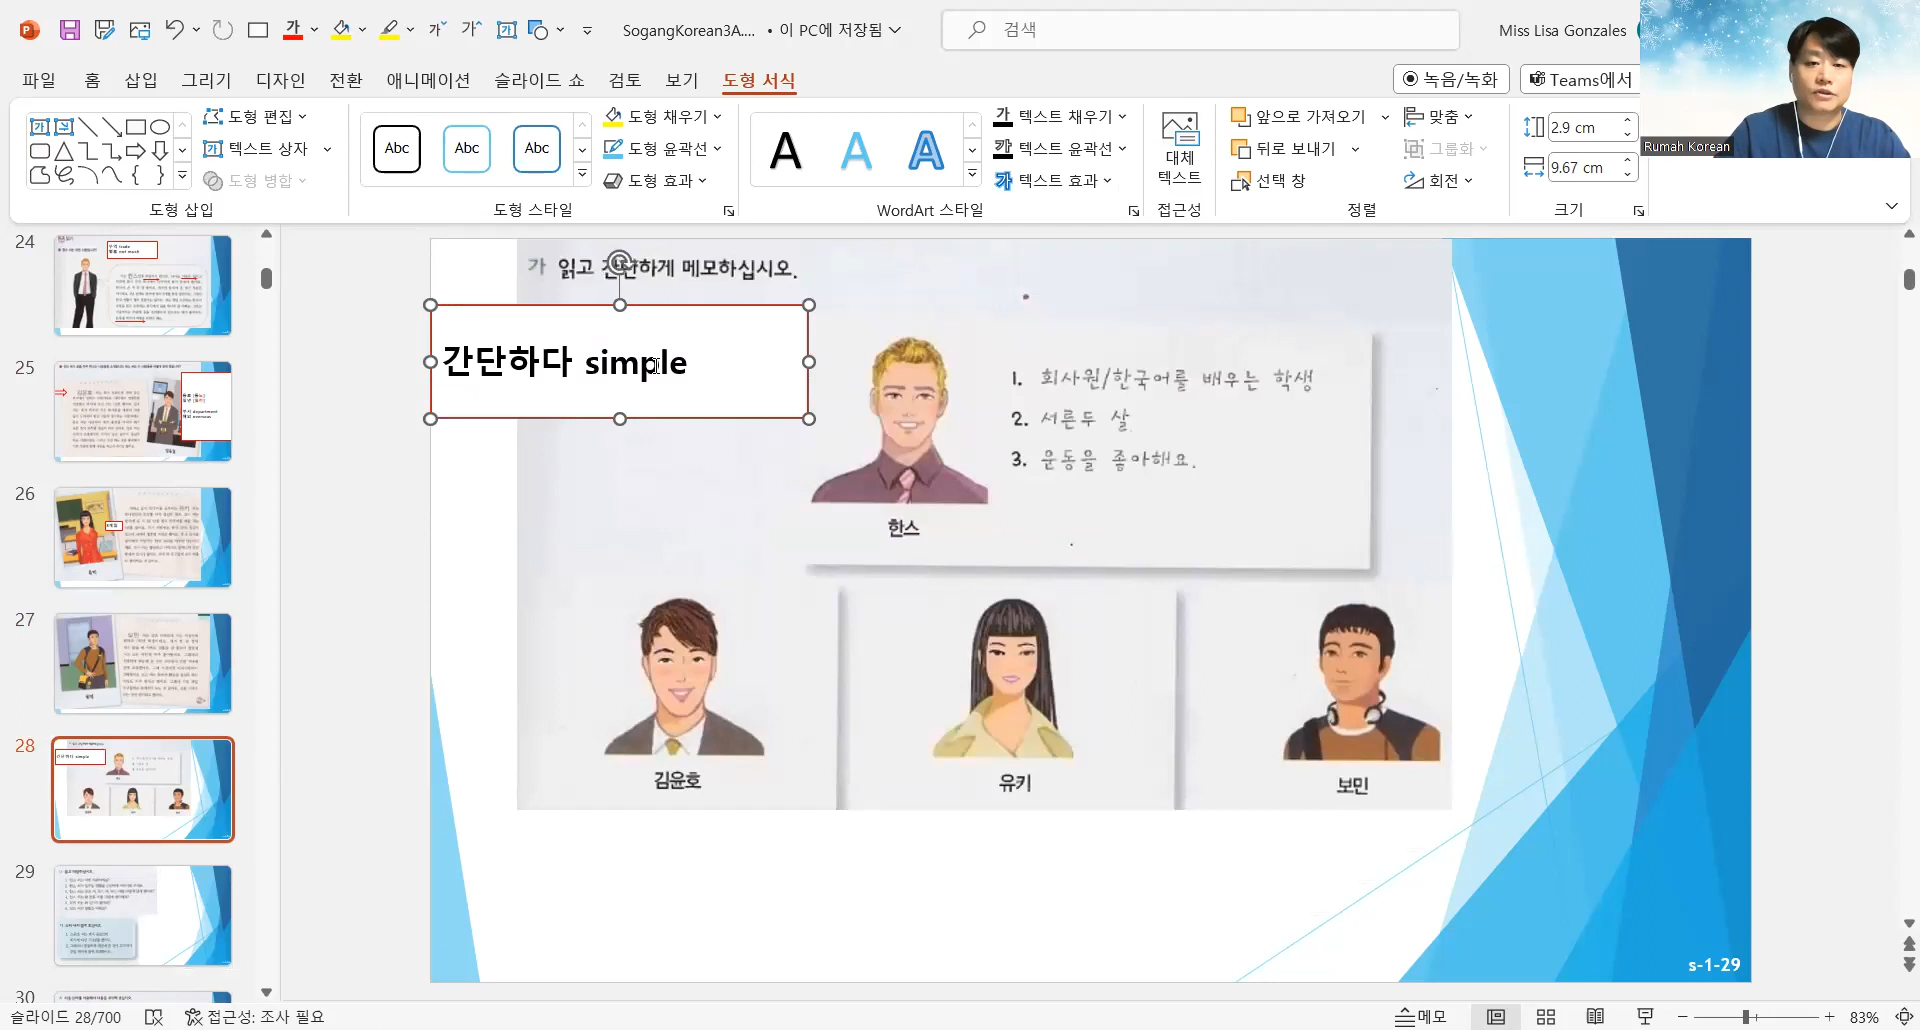 SogangKorean3A.... • 이 PC에 저장됨
검색
Miss Lisa Gonzales
파일 홈 삽입 그리기 디자인 전환 애니메이션 슬라이드 쇼 검토 보기 도형 서식
녹음/녹화
Teams에서
도형 편집
텍스트 상자
도형 병합
도형 삽입
Abc Abc Abc
도형 채우기
도형 윤곽선
도형 효과
도형 스타일
A A A
텍스트 채우기
텍스트 윤곽선
텍스트 효과
WordArt 스타일
대체
텍스트
접근성
앞으로 가져오기
뒤로 보내기
선택 창
맞춤
그룹화
회전
정렬
2.9 cm
9.67 cm
크기
Rumah Korean
24
25
26
27
28
29
30
가 읽고 간단하게 메모하십시오.
간단하다 simple
1. 회사원/한국어를 배우는 학생
2. 서른두 살
3. 운동을 좋아해요.
한스
김윤호
유키
보민
s-1-29
슬라이드 28/700
접근성: 조사 필요
메모
83%